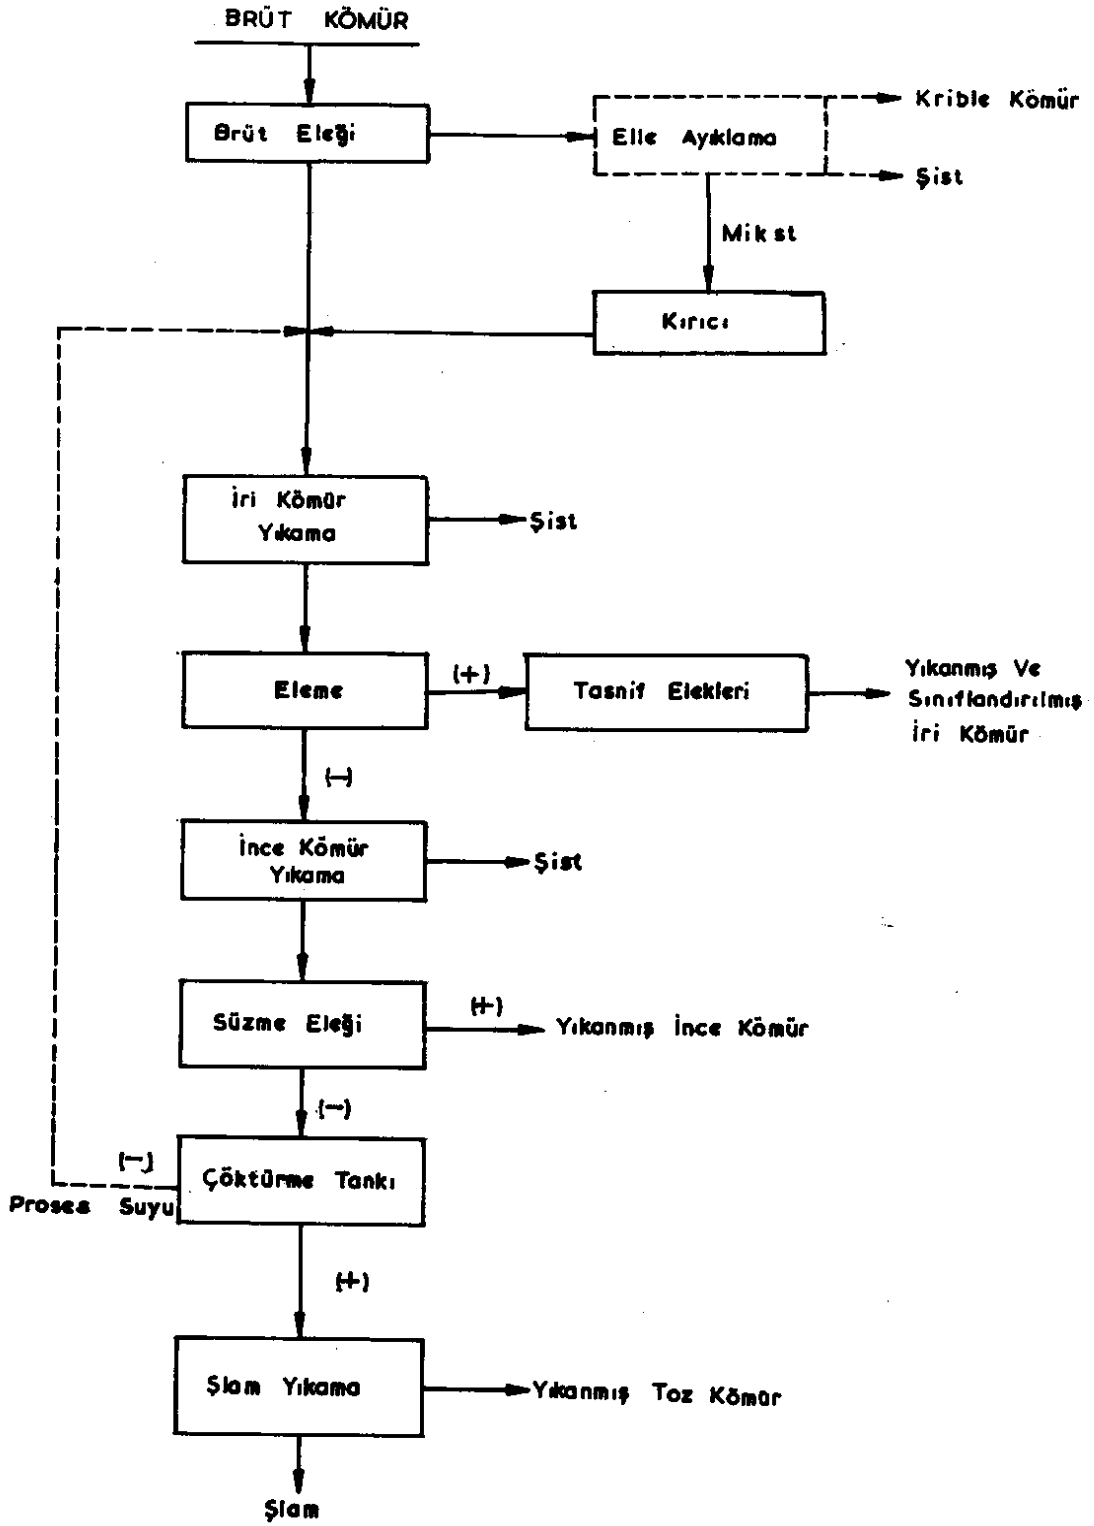 BRÜT KÖMÜR
Brüt Eleği
Elle Ayıklama
Krible Kömür
Şist
Mikst
Kırıcı
İri Kömür
Yıkama
Şist
Eleme
(+)
Tasnif Elekleri
Yıkanmış Ve
Sınıflandırılmış
İri Kömür
(—)
İnce Kömür
Yıkama
Şist
Süzme Eleği
(+)
Yıkanmış İnce Kömür
(—)
Çöktürme Tankı
(—)
Proses Suyu
(+)
Şlam Yıkama
Yıkanmış Toz Kömür
Şlam